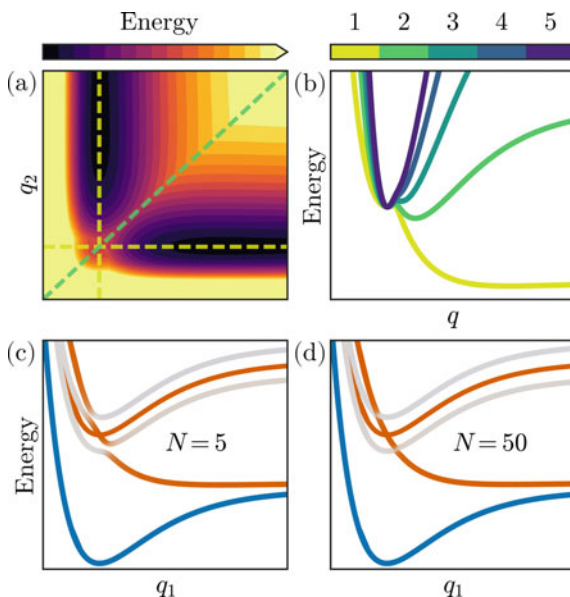 Energy
1 2 3 4 5
(a)
(b)
q₂
Energy
q
(c)
(d)
Energy
N = 5
N = 50
q₁
q₁